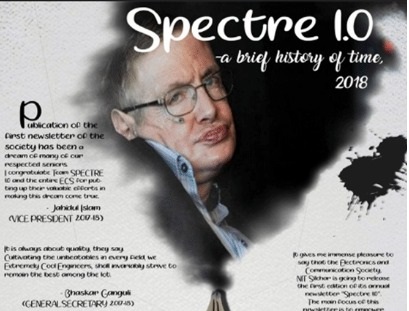 Spectre 1.0
-a brief history of time,
2018
Publication of the
first newsletter of the
society has been a
dream of many of our
respected seniors.
I congratulate Team SPECTRE
and the entire ECS for put-
ting up their valuable efforts in
making this dream come true.
- Jahidul Islam
(VICE PRESIDENT 2017-18)
It is always about quality, they say.
Cultivating the unbeatables in every field, we
Extremely Cool Engineers, shall invariably strive to
remain the best among the lot.
-Bhaskar Ganguli
(GENERAL SECRETARY 2017-18)
It gives me immense pleasure to
say that the Electronics and
Communication Society,
NIT Silchar is going to release
the first edition of its annual
newsletter "Spectre 1.0".
The main focus of this
newsletter is to empower